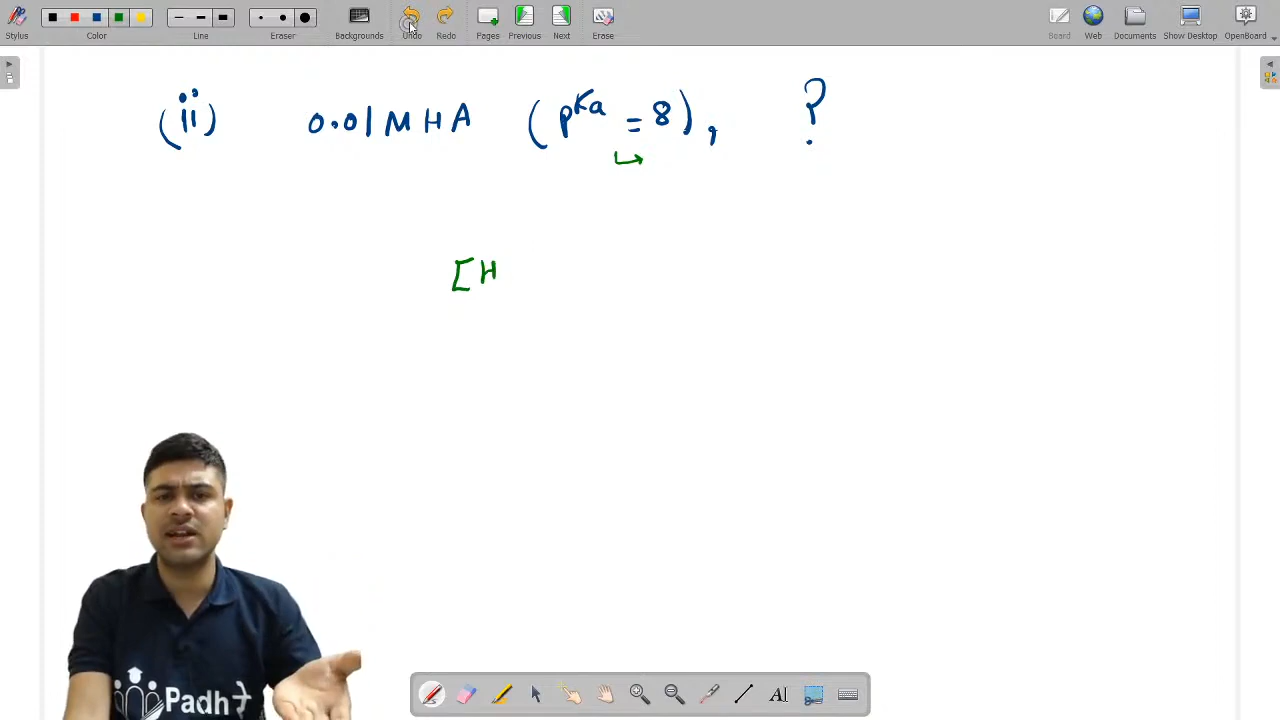 Stylus Color Line Eraser Backgrounds Undo Redo Pages Previous Next Erase Board Web Documents Show Desktop OpenBoard
(ii) 0.01 M HA (pKa = 8), ?
[H
Padhरे